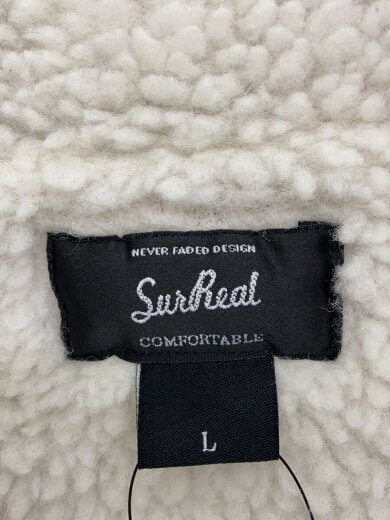 NEVER FADED DESIGN
SurReal
COMFORTABLE
L